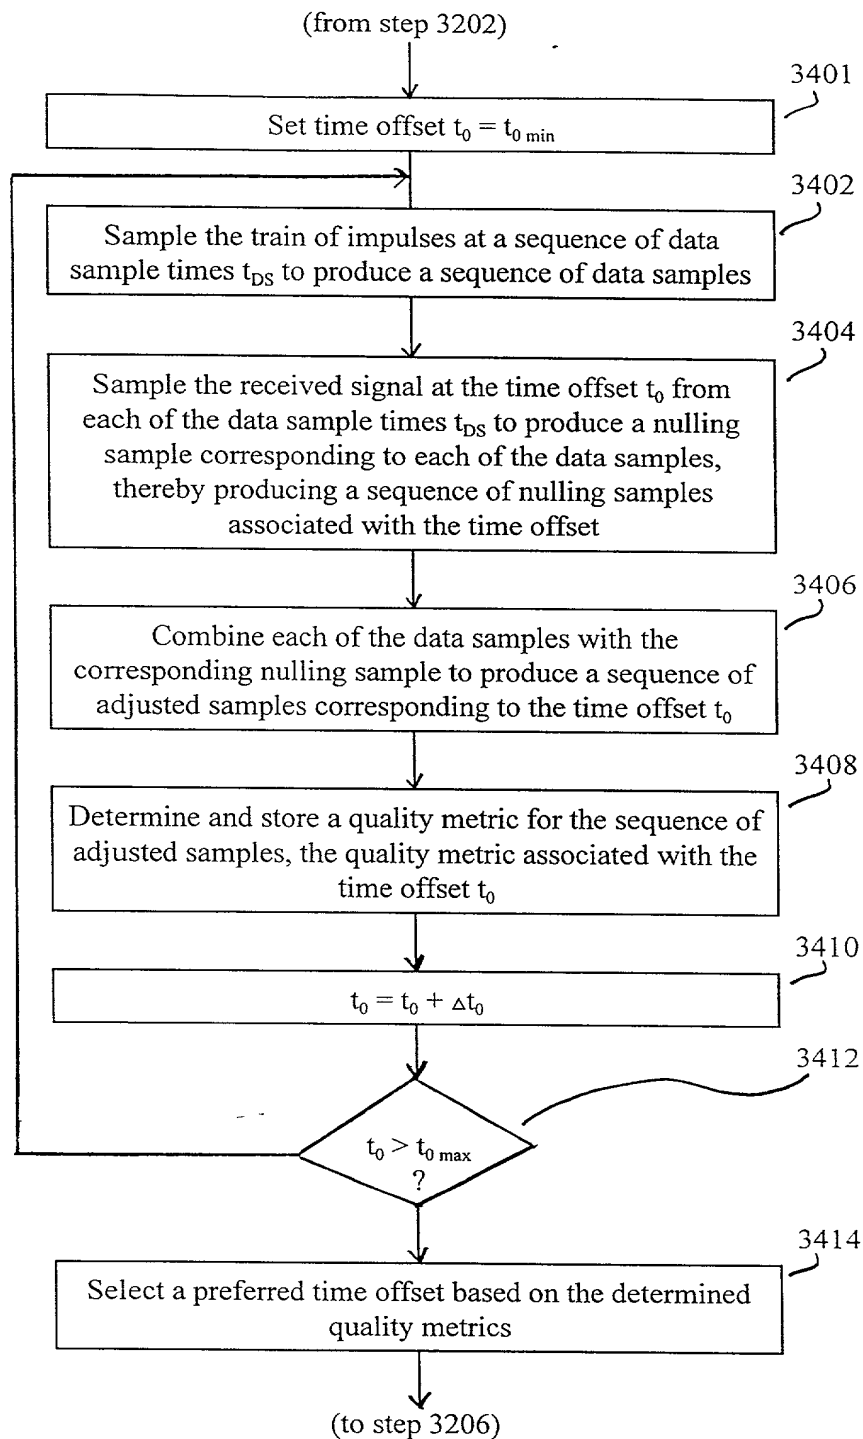 (from step 3202)
3401
Set time offset t₀ = t₀ min
3402
Sample the train of impulses at a sequence of data
sample times tDS to produce a sequence of data samples
3404
Sample the received signal at the time offset t₀ from
each of the data sample times tDS to produce a nulling
sample corresponding to each of the data samples,
thereby producing a sequence of nulling samples
associated with the time offset
3406
Combine each of the data samples with the
corresponding nulling sample to produce a sequence of
adjusted samples corresponding to the time offset t₀
3408
Determine and store a quality metric for the sequence of
adjusted samples, the quality metric associated with the
time offset t₀
3410
t₀ = t₀ + △t₀
3412
t₀ > t₀ max
?
3414
Select a preferred time offset based on the determined
quality metrics
(to step 3206)